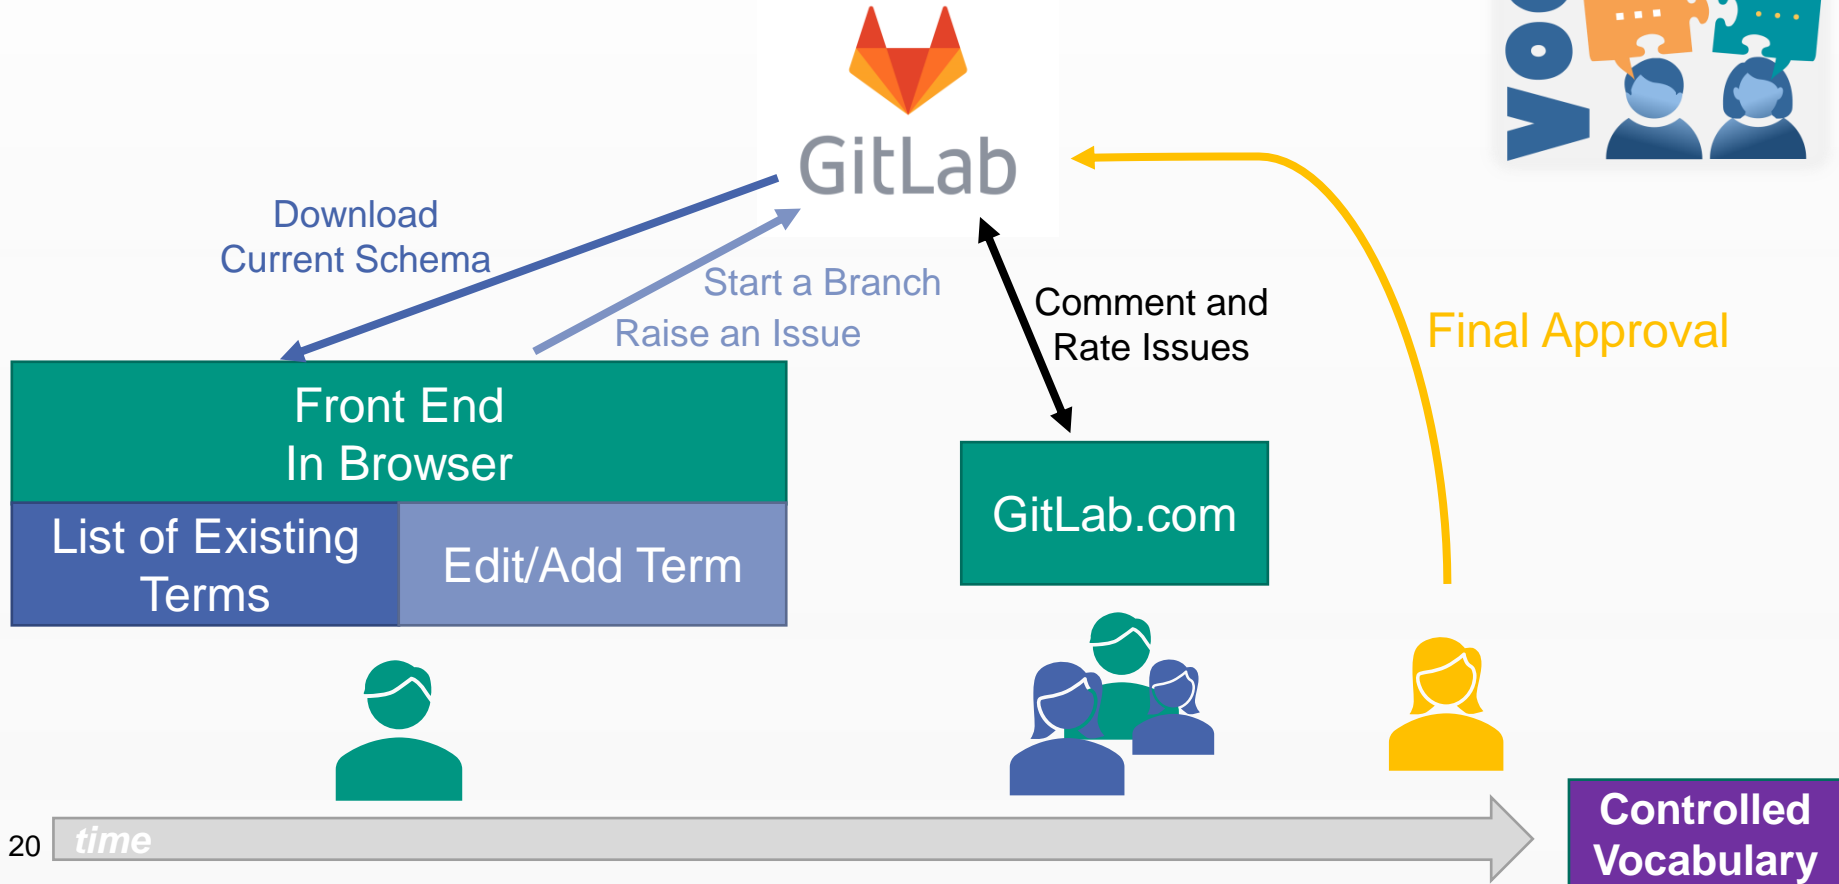 GitLab
Download
Current Schema
Start a Branch
Raise an Issue
Comment and
Rate Issues
Final Approval
Front End
In Browser
List of Existing
Terms
Edit/Add Term
GitLab.com
20
time
Controlled
Vocabulary